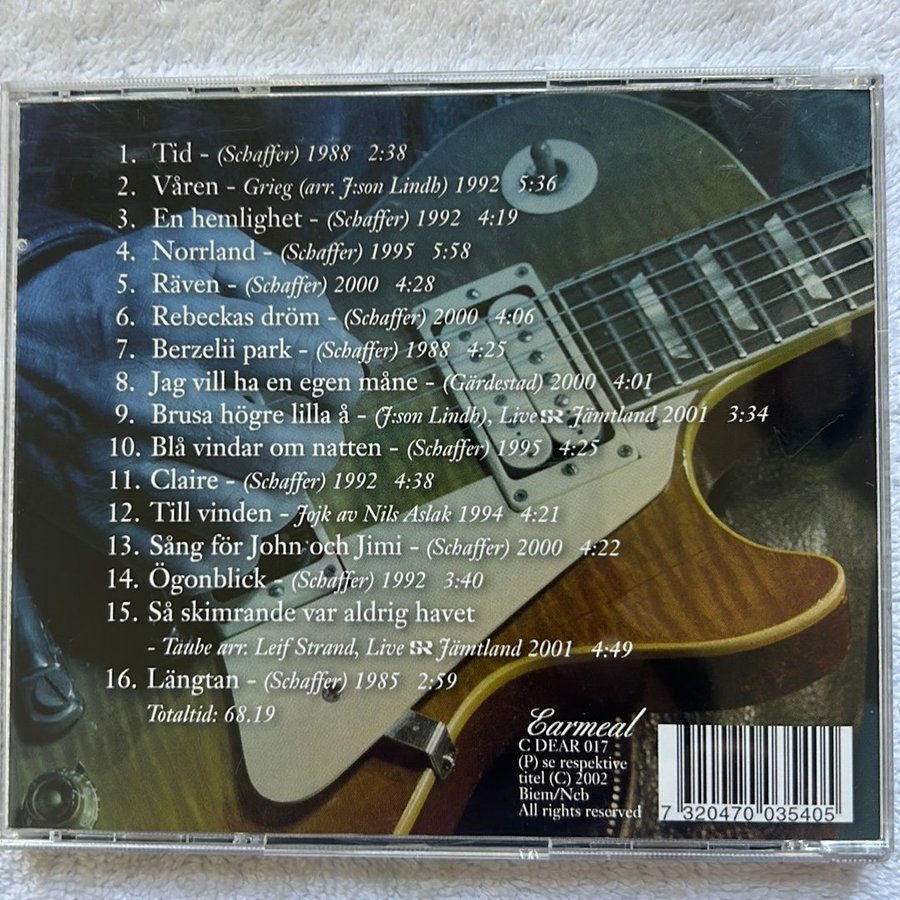 1. Tid - (Schaffer) 1988 2:38
2. Våren - Grieg (arr. J:son Lindh) 1992 5:36
3. En hemlighet - (Schaffer) 1992 4:19
4. Norrland - (Schaffer) 1995 5:58
5. Räven - (Schaffer) 2000 4:28
6. Rebeckas dröm - (Schaffer) 2000 4:06
7. Berzelii park - (Schaffer) 1988 4:25
8. Jag vill ha en egen måne - (Gärdestad) 2000 4:01
9. Brusa högre lilla å - (J:son Lindh), Live SR Jämtland 2001 3:34
10. Blå vindar om natten - (Schaffer) 1995 4:25
11. Claire - (Schaffer) 1992 4:38
12. Till vinden - Jojk av Nils Aslak 1994 4:21
13. Sång för John och Jimi - (Schaffer) 2000 4:22
14. Ögonblick - (Schaffer) 1992 3:40
15. Så skimrande var aldrig havet
- Taube arr. Leif Strand, Live SR Jämtland 2001 4:49
16. Längtan - (Schaffer) 1985 2:59
Totaltid: 68.19
Earmeal
C DEAR 017
(P) se respektive
titel (C) 2002
Biem/Ncb
All rights reserved
7 320470 035405